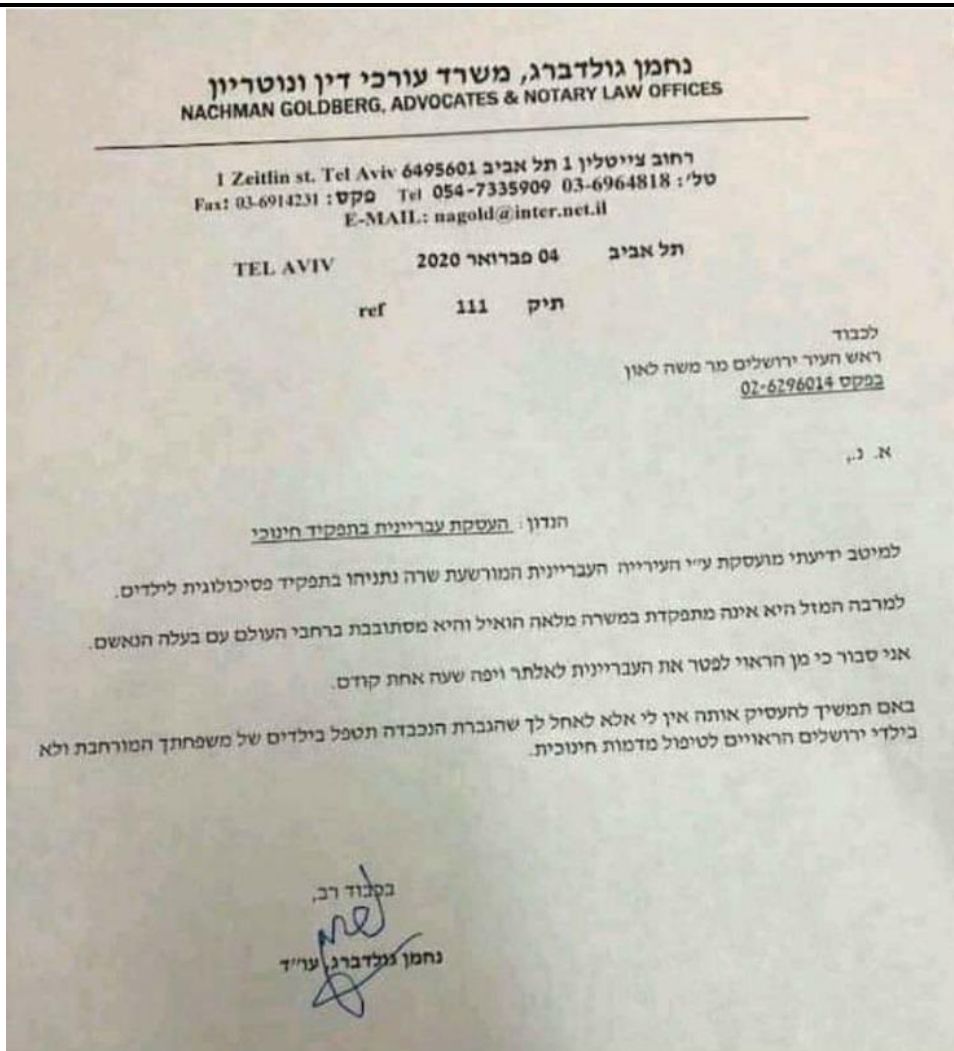 נחמן גולדברג, משרד עורכי דין ונוטריון
NACHMAN GOLDBERG, ADVOCATES & NOTARY LAW OFFICES
רחוב צייטלין 1 תל אביב 6495601 1 Zeitlin st. Tel Aviv
טל': 03-6964818 054-7335909 Tel פקס: 03-6914231 Fax:
E-MAIL: nagold@inter.net.il
תל אביב 04 פברואר 2020 TEL AVIV
תיק 111 ref
לכבוד
ראש העיר ירושלים מר משה לאון
בפקס 02-6296014
א. נ.,
הנדון: העסקת עבריינית בתפקיד חינוכי
למיטב ידיעתי מועסקת ע"י העירייה העבריינית המורשעת שרה נתניהו בתפקיד פסיכולוגית לילדים.
למרבה המזל היא אינה מתפקדת במשרה מלאה הואיל והיא מסתובבת ברחבי העולם עם בעלה הנאשם.
אני סבור כי מן הראוי לפטר את העבריינית לאלתר ויפה שעה אחת קודם.
באם תמשיך להעסיק אותה אין לי אלא לאחל לך שהגברת הנכבדה תטפל בילדים של משפחתך המורחבת ולא
בילדי ירושלים הראויים לטיפול מדמות חינוכית.
בכבוד רב,
נחמן גולדברג, עו"ד